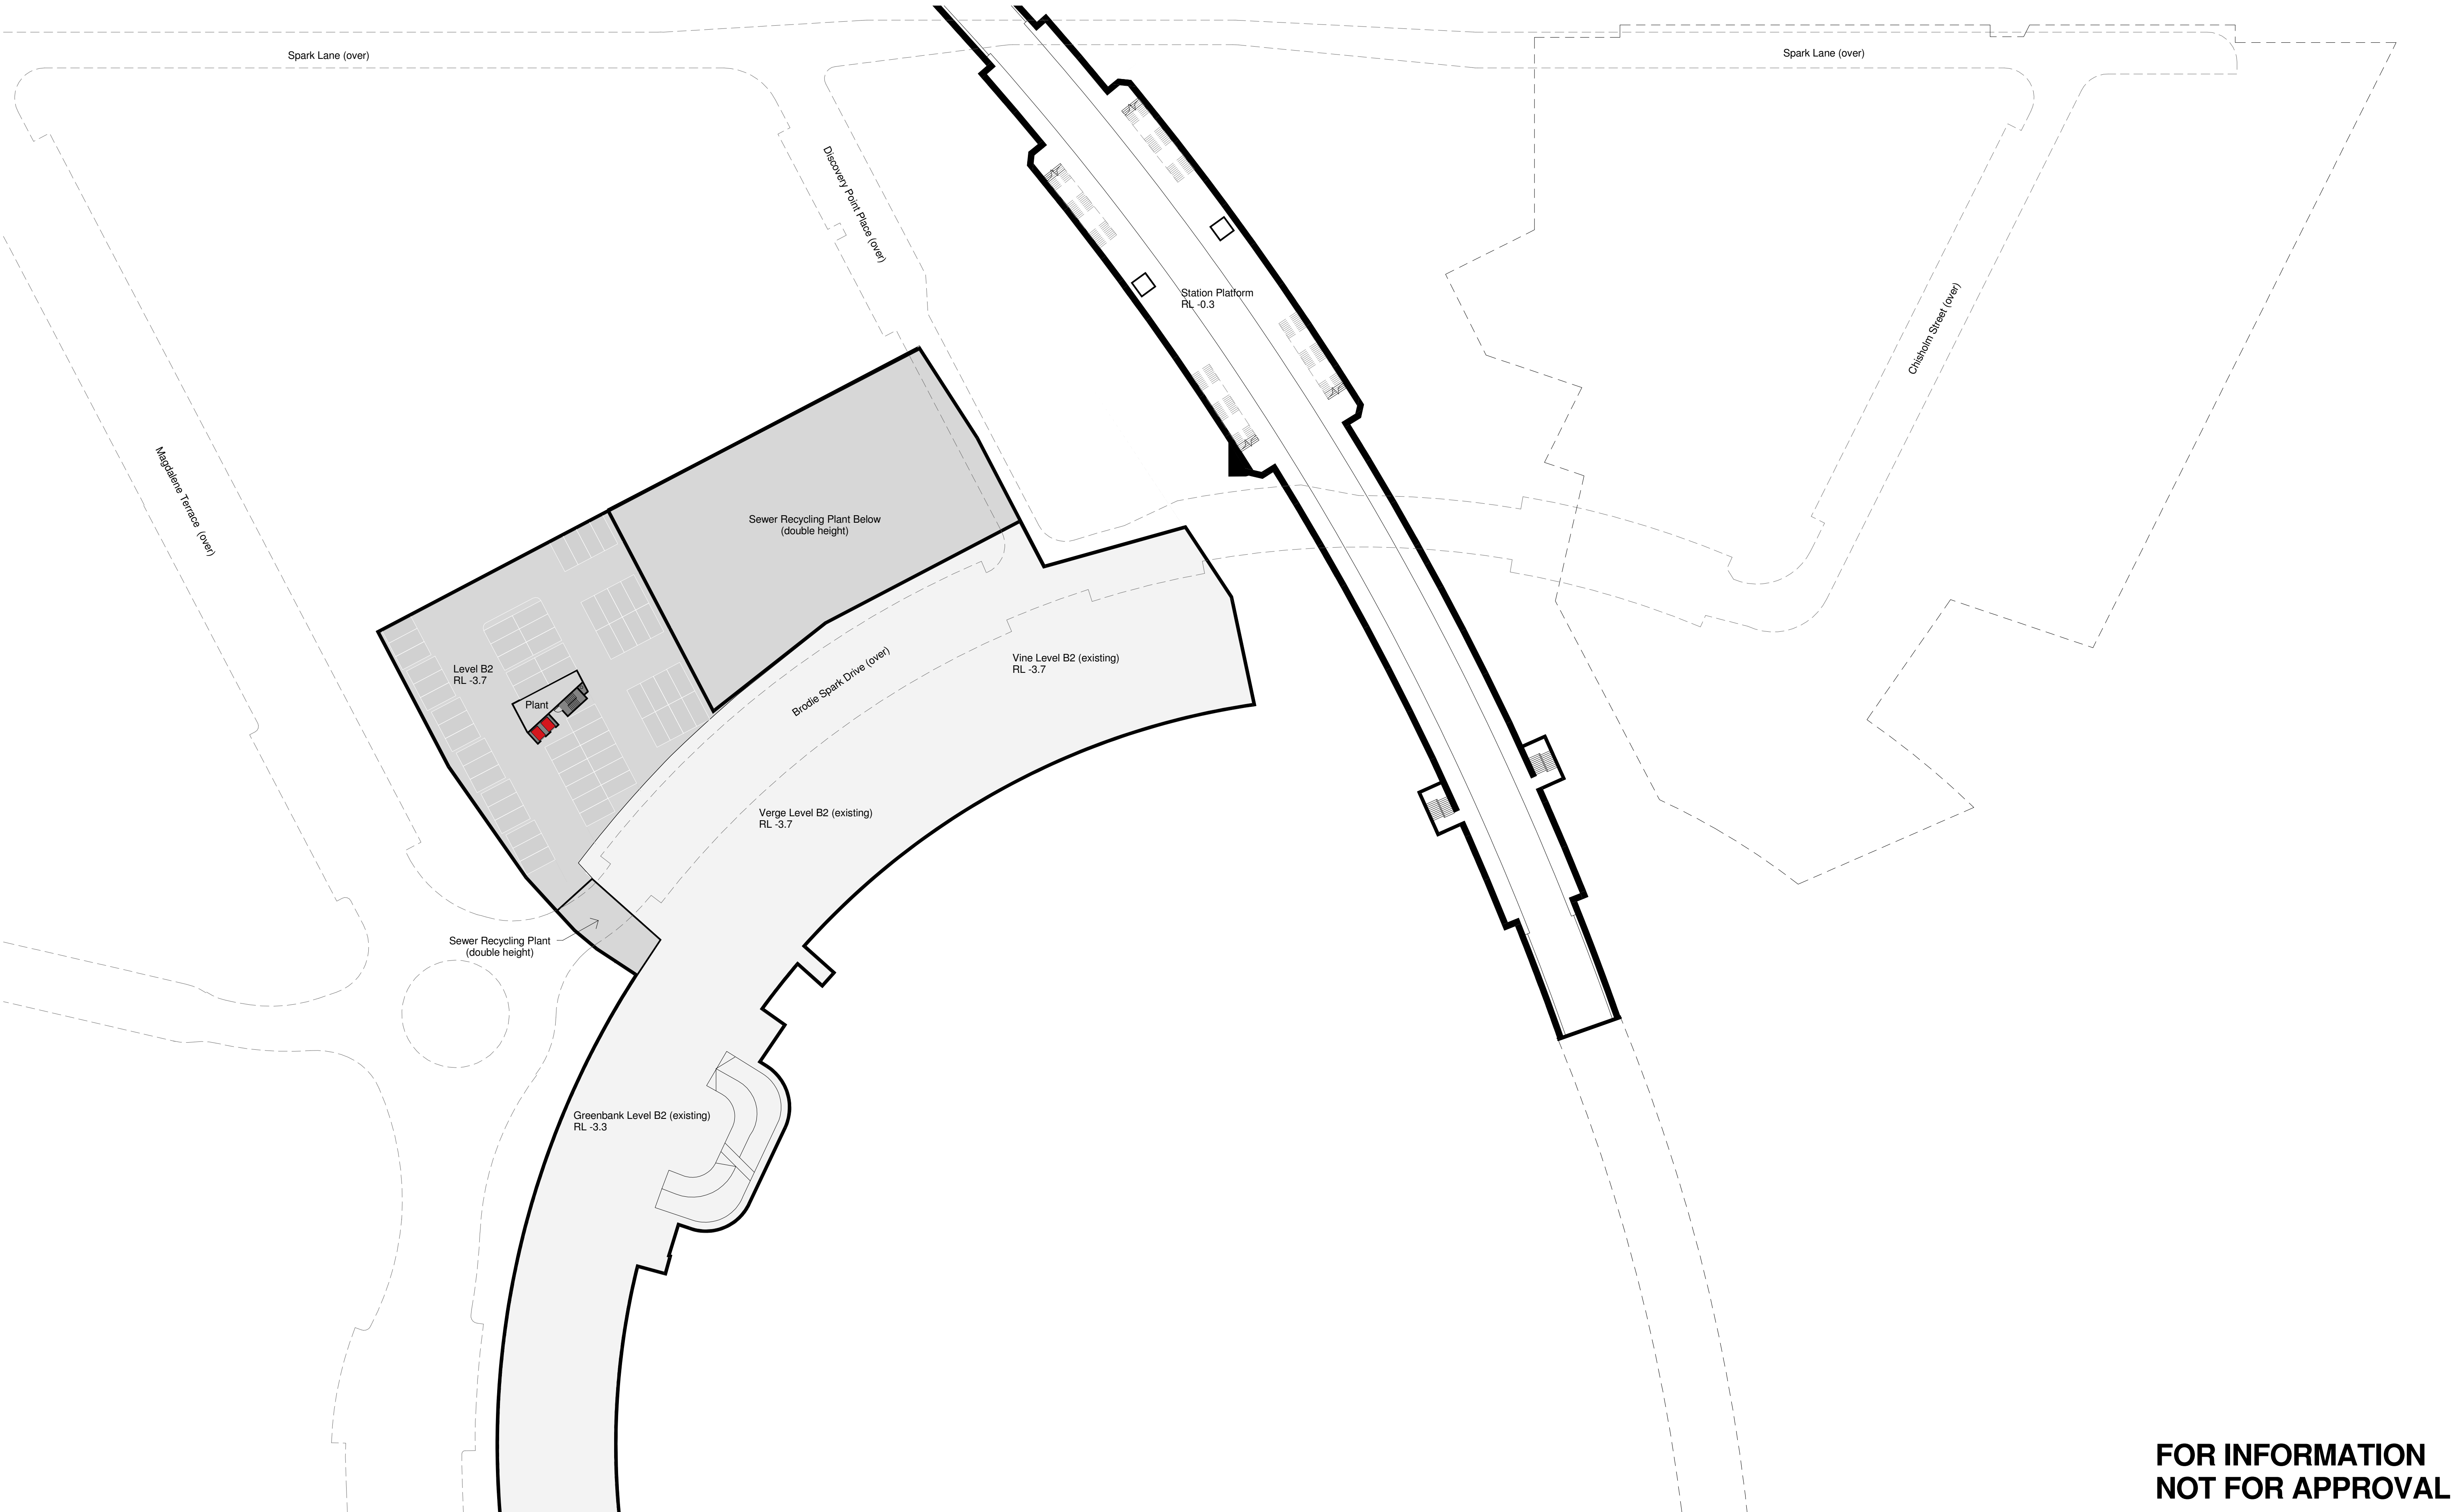 Spark Lane (over)
Spark Lane (over)
Discovery Point Place (over)
Station Platform
RL -0.3
Chisholm Street (over)
Magdalene Terrace (over)
Sewer Recycling Plant Below
(double height)
Level B2
RL -3.7
Plant
Brodie Spark Drive (over)
Vine Level B2 (existing)
RL -3.7
Verge Level B2 (existing)
RL -3.7
Sewer Recycling Plant
(double height)
Greenbank Level B2 (existing)
RL -3.3
FOR INFORMATION
NOT FOR APPROVAL